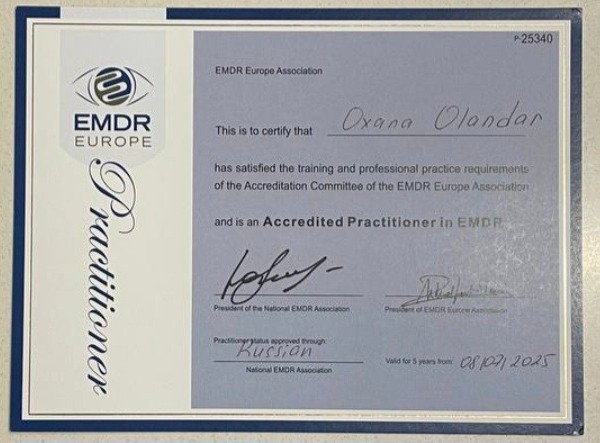 P-25340
EMDR
EUROPE
Practitioner
EMDR Europe Association
This is to certify that Oxana Olandar
has satisfied the training and professional practice requirements
of the Accreditation Committee of the EMDR Europe Association
and is an Accredited Practitioner in EMDR
President of the National EMDR Association
President of EMDR Europe Association
Practitioner status approved through
Russian
National EMDR Association
Valid for 5 years from: 08/07/2025